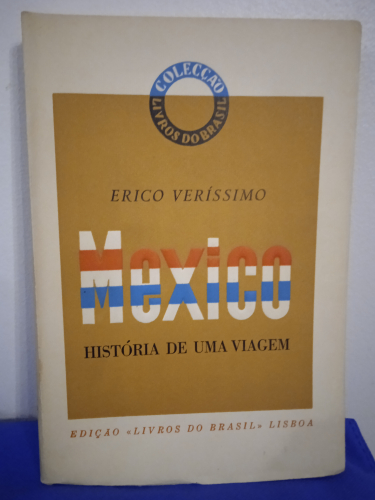 COLECÇÃO
LIVROS DO BRASIL
ERICO VERÍSSIMO
Mexico
HISTÓRIA DE UMA VIAGEM
EDIÇÃO «LIVROS DO BRASIL» LISBOA